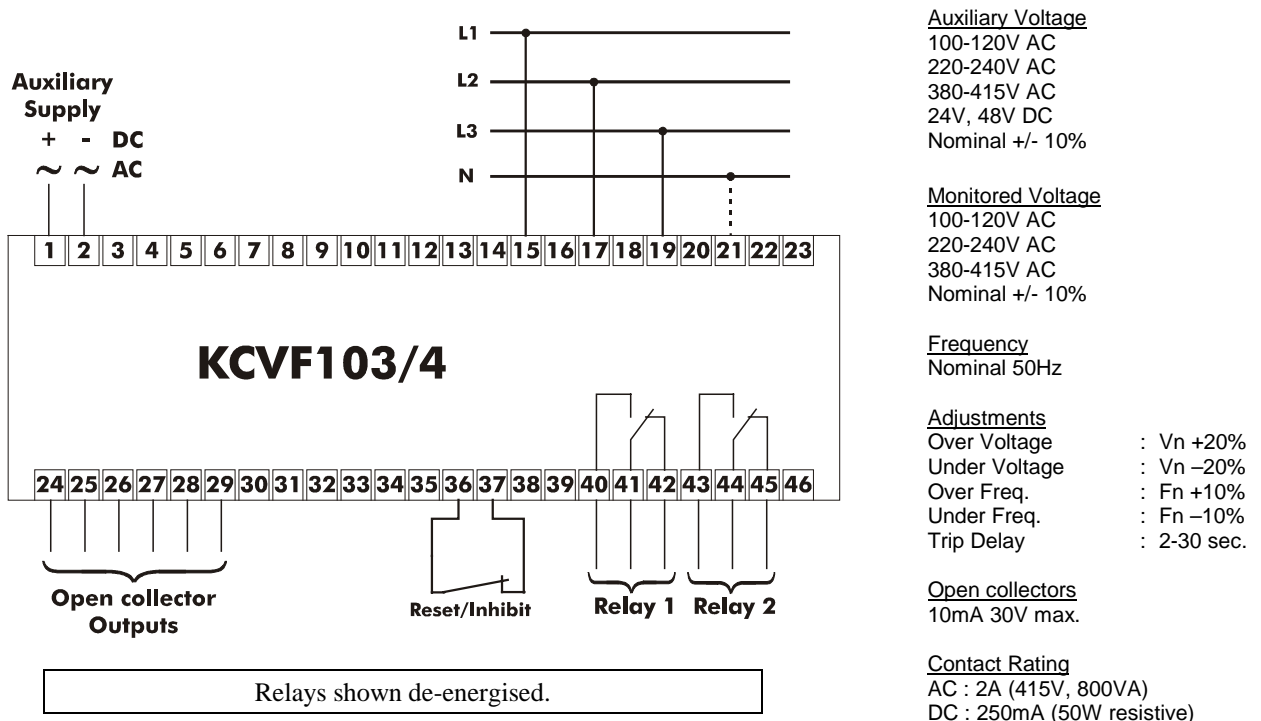 L1
L2
L3
N
Auxiliary
Supply
+ - DC
~ ~ AC
1 2 3 4 5 6 7 8 9 10 11 12 13 14 15 16 17 18 19 20 21 22 23
KCVF103/4
24 25 26 27 28 29 30 31 32 33 34 35 36 37 38 39 40 41 42 43 44 45 46
Open collector
Outputs
Reset/Inhibit
Relay 1 Relay 2
Relays shown de-energised.
Auxiliary Voltage
100-120V AC
220-240V AC
380-415V AC
24V, 48V DC
Nominal +/- 10%
Monitored Voltage
100-120V AC
220-240V AC
380-415V AC
Nominal +/- 10%
Frequency
Nominal 50Hz
Adjustments
Over Voltage : Vn +20%
Under Voltage : Vn –20%
Over Freq. : Fn +10%
Under Freq. : Fn –10%
Trip Delay : 2-30 sec.
Open collectors
10mA 30V max.
Contact Rating
AC : 2A (415V, 800VA)
DC : 250mA (50W resistive)